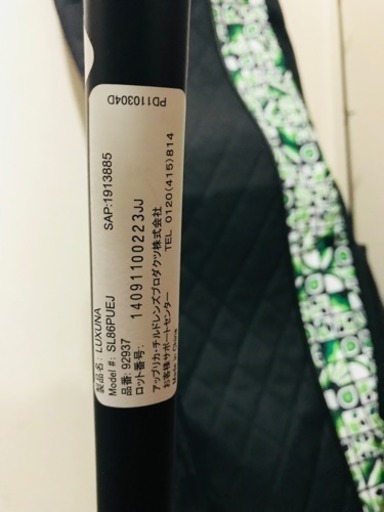 製品名: LUXUNA
Model #: SL86PUEJ SAP:1913885
品番: 92937
ロット番号: 14091100223JJ
アップリカ・チルドレンズプロダクツ株式会社
お客様サポートセンター TEL 0120(415)814
Made in China
PD110304D